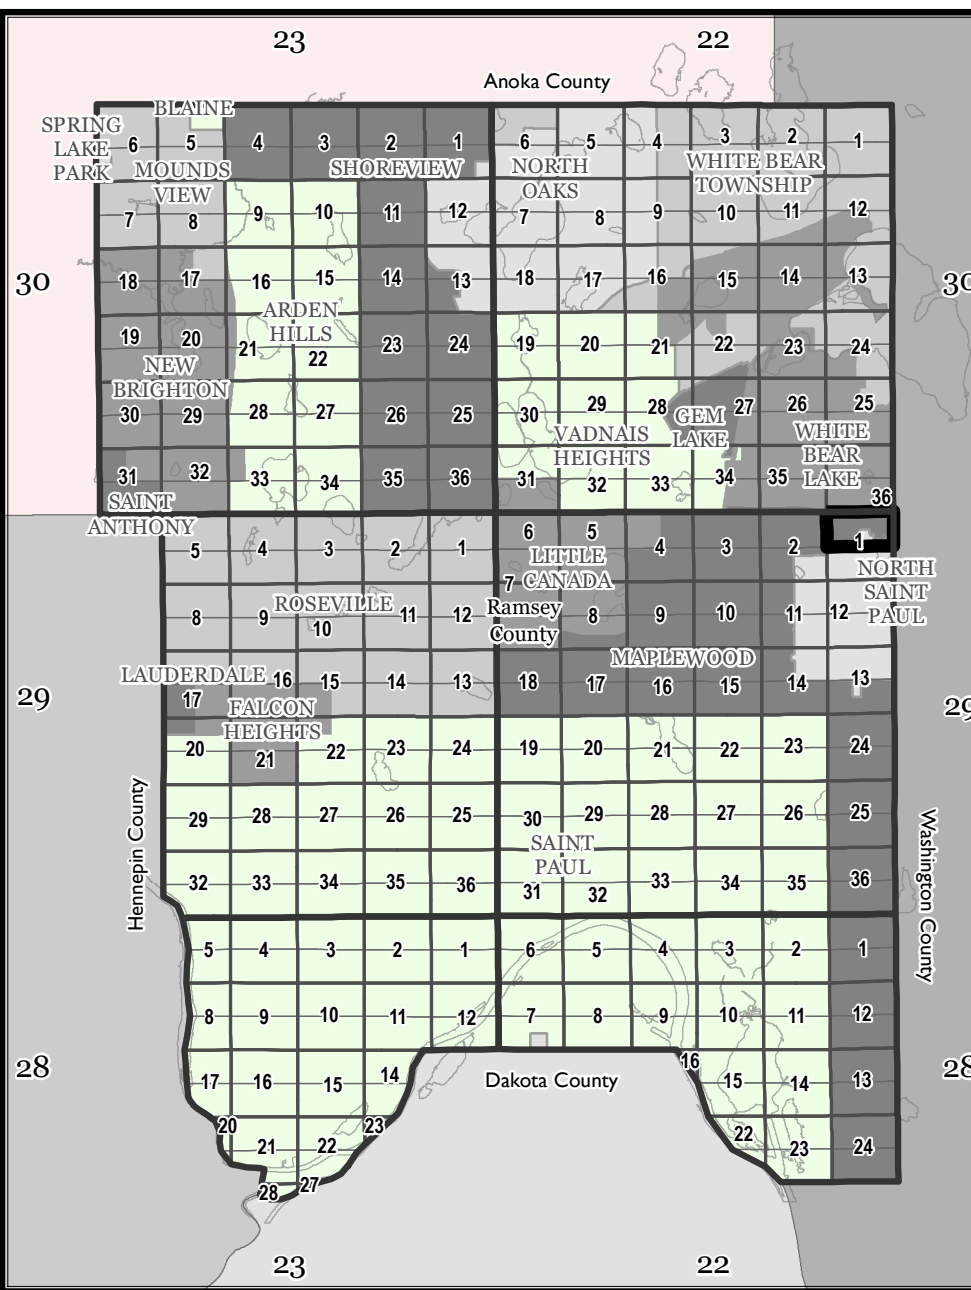 23 22
Anoka County
BLAINE
SPRING
LAKE
PARK
6 5 4 3 2 1 6 5 4 3 2 1
MOUNDS
VIEW
SHOREVIEW
NORTH
OAKS
WHITE BEAR
TOWNSHIP
7 8 9 10 11 12 7 8 9 10 11 12
30 18 17 16 15 14 13 18 17 16 15 14 13 30
ARDEN
HILLS
19 20 21 22 23 24 19 20 21 22 23 24
NEW
BRIGHTON
30 29 28 27 26 25 30 29 28 27 26 25
GEM
LAKE
VADNAIS
HEIGHTS
WHITE
BEAR
LAKE
31 32 33 34 35 36 31 32 33 34 35 36
SAINT
ANTHONY
5 4 3 2 1 6 5 4 3 2 1
LITTLE
CANADA
NORTH
SAINT
PAUL
8 9 10 11 12 7 8 9 10 11 12
ROSEVILLE
Ramsey
County
MAPLEWOOD
LAUDERDALE
29 17 16 15 14 13 18 17 16 15 14 13 29
FALCON
HEIGHTS
20 21 22 23 24 19 20 21 22 23 24
29 28 27 26 25 30 29 28 27 26 25
SAINT
PAUL
32 33 34 35 36 31 32 33 34 35 36
Hennepin County
Washington County
5 4 3 2 1 6 5 4 3 2 1
8 9 10 11 12 7 8 9 10 11 12
28 17 16 15 14 16 15 14 13 28
Dakota County
20 21 22 23 22 23 24
28 27
23 22